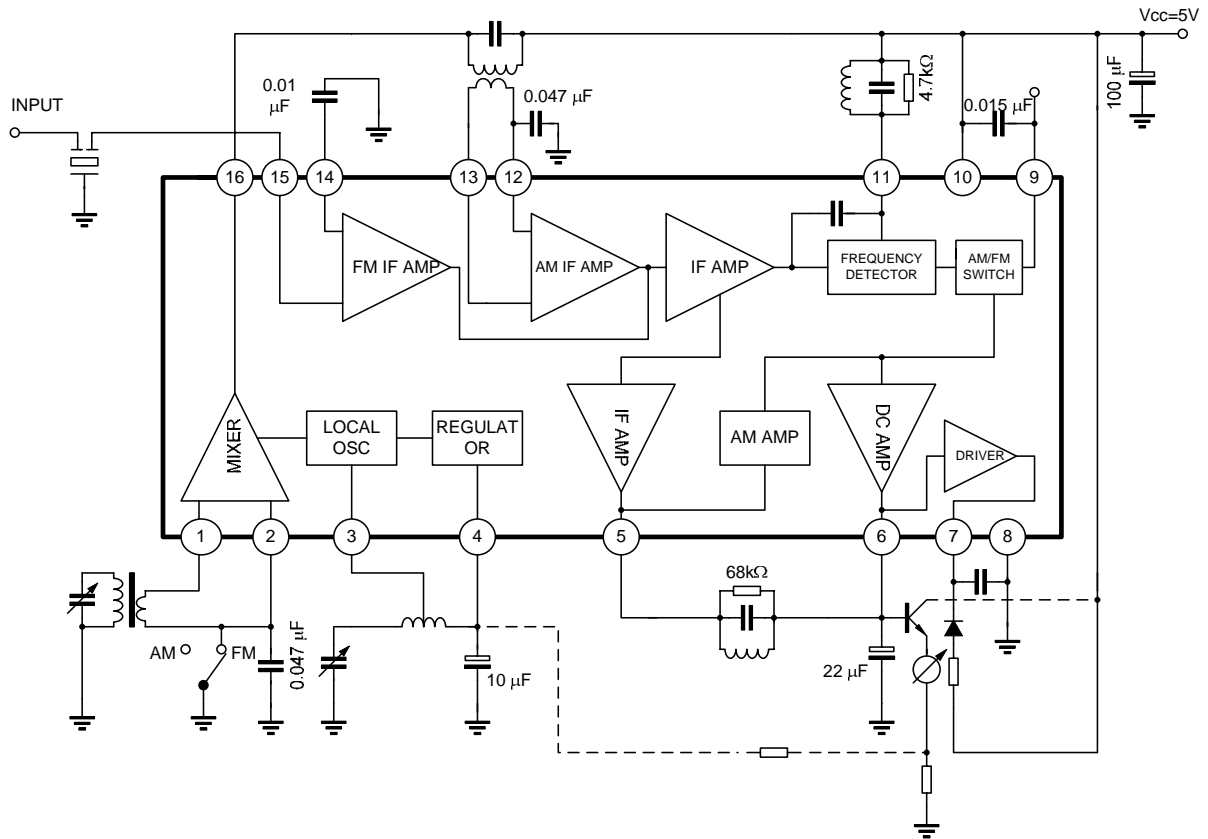 Vcc=5V
0.01
µF
0.047 µF
4.7kΩ
0.015 µF
100 µF
INPUT
16
15
14
13
12
11
10
9
FM IF AMP
AM IF AMP
IF AMP
FREQUENCY
DETECTOR
AM/FM
SWITCH
MIXER
LOCAL
OSC
REGULAT
OR
IF AMP
AM AMP
DC AMP
DRIVER
1
2
3
4
5
6
7
8
68kΩ
AM
FM
0.047 µF
10 µF
22 µF